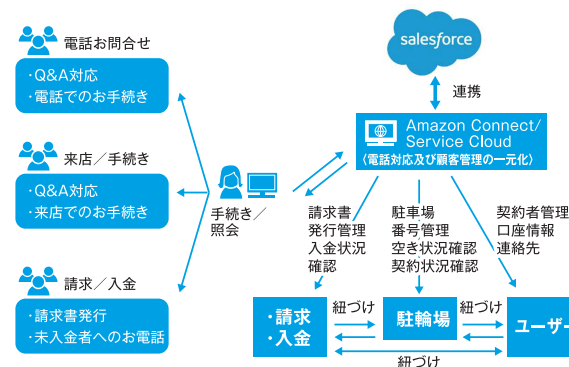 電話お問合せ
・Q&A対応
・電話でのお手続き
来店／手続き
・Q&A対応
・来店でのお手続き
請求／入金
・請求書発行
・未入金者へのお電話
手続き／
照会
salesforce
連携
Amazon Connect/
Service Cloud
〈電話対応及び顧客管理の一元化〉
請求書
発行管理
入金状況
確認
駐車場
番号管理
空き状況確認
契約状況確認
契約者管理
口座情報
連絡先
・請求
・入金
紐づけ
駐輪場
紐づけ
ユーザー
紐づけ